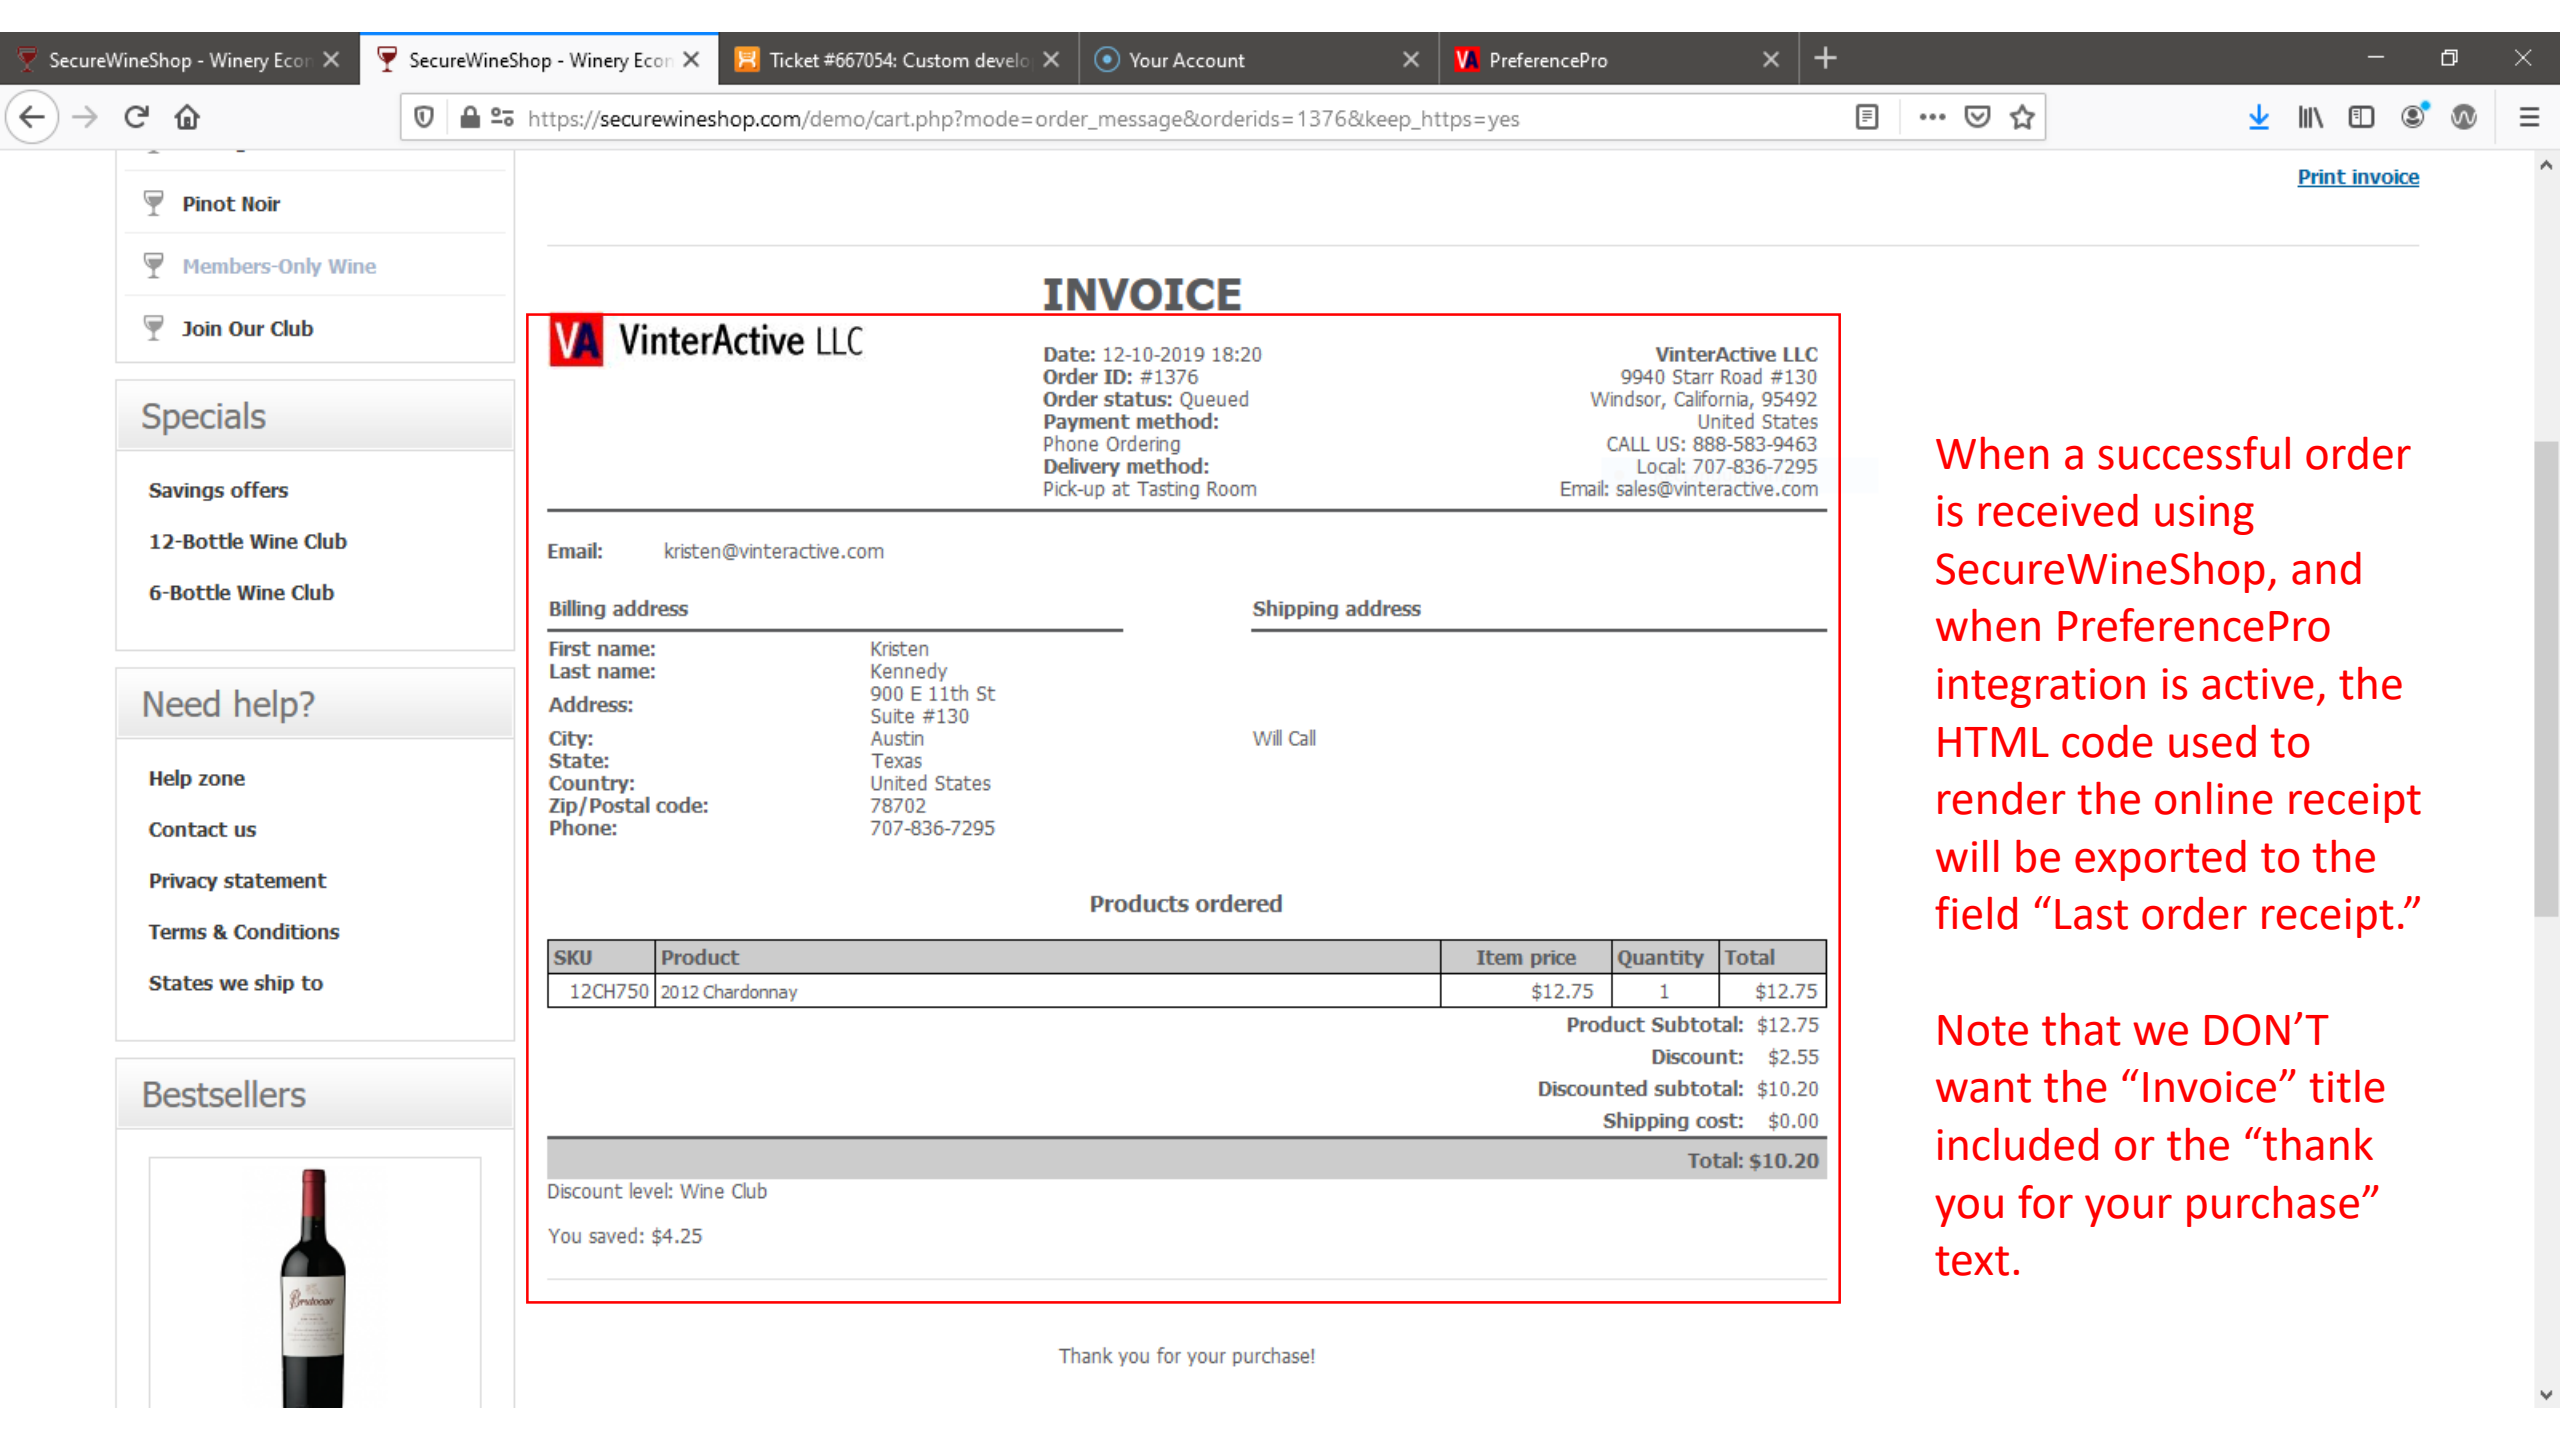 SecureWineShop - Winery Econ
SecureWineShop - Winery Econ
Ticket #667054: Custom develo
Your Account
VA PreferencePro
https://securewineshop.com/demo/cart.php?mode=order_message&orderids=1376&keep_https=yes
Print invoice
Pinot Noir
Members-Only Wine
Join Our Club
Specials
Savings offers
12-Bottle Wine Club
6-Bottle Wine Club
Need help?
Help zone
Contact us
Privacy statement
Terms & Conditions
States we ship to
Bestsellers
INVOICE
VA VinterActive LLC
Date: 12-10-2019 18:20
Order ID: #1376
Order status: Queued
Payment method:
Phone Ordering
Delivery method:
Pick-up at Tasting Room
VinterActive LLC
9940 Starr Road #130
Windsor, California, 95492
United States
CALL US: 888-583-9463
Local: 707-836-7295
Email: sales@vinteractive.com
Email: kristen@vinteractive.com
Billing address
First name: Kristen
Last name: Kennedy
Address: 900 E 11th St
Suite #130
City: Austin
State: Texas
Country: United States
Zip/Postal code: 78702
Phone: 707-836-7295
Shipping address
Will Call
Products ordered
SKU Product Item price Quantity Total
12CH750 2012 Chardonnay $12.75 1 $12.75
Product Subtotal: $12.75
Discount: $2.55
Discounted subtotal: $10.20
Shipping cost: $0.00
Total: $10.20
Discount level: Wine Club
You saved: $4.25
Thank you for your purchase!
When a successful order
is received using
SecureWineShop, and
when PreferencePro
integration is active, the
HTML code used to
render the online receipt
will be exported to the
field “Last order receipt.”
Note that we DON’T
want the “Invoice” title
included or the “thank
you for your purchase”
text.